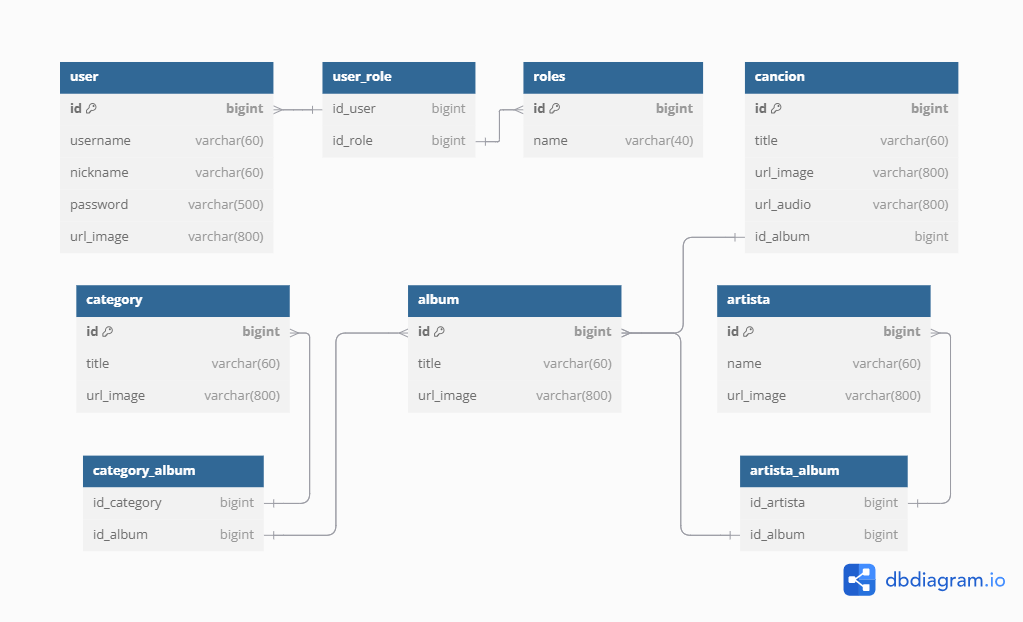 user
id bigint
username varchar(60)
nickname varchar(60)
password varchar(500)
url_image varchar(800)
user_role
id_user bigint
id_role bigint
roles
id bigint
name varchar(40)
cancion
id bigint
title varchar(60)
url_image varchar(800)
url_audio varchar(800)
id_album bigint
category
id bigint
title varchar(60)
url_image varchar(800)
album
id bigint
title varchar(60)
url_image varchar(800)
artista
id bigint
name varchar(60)
url_image varchar(800)
category_album
id_category bigint
id_album bigint
artista_album
id_artista bigint
id_album bigint
dbdiagram.io